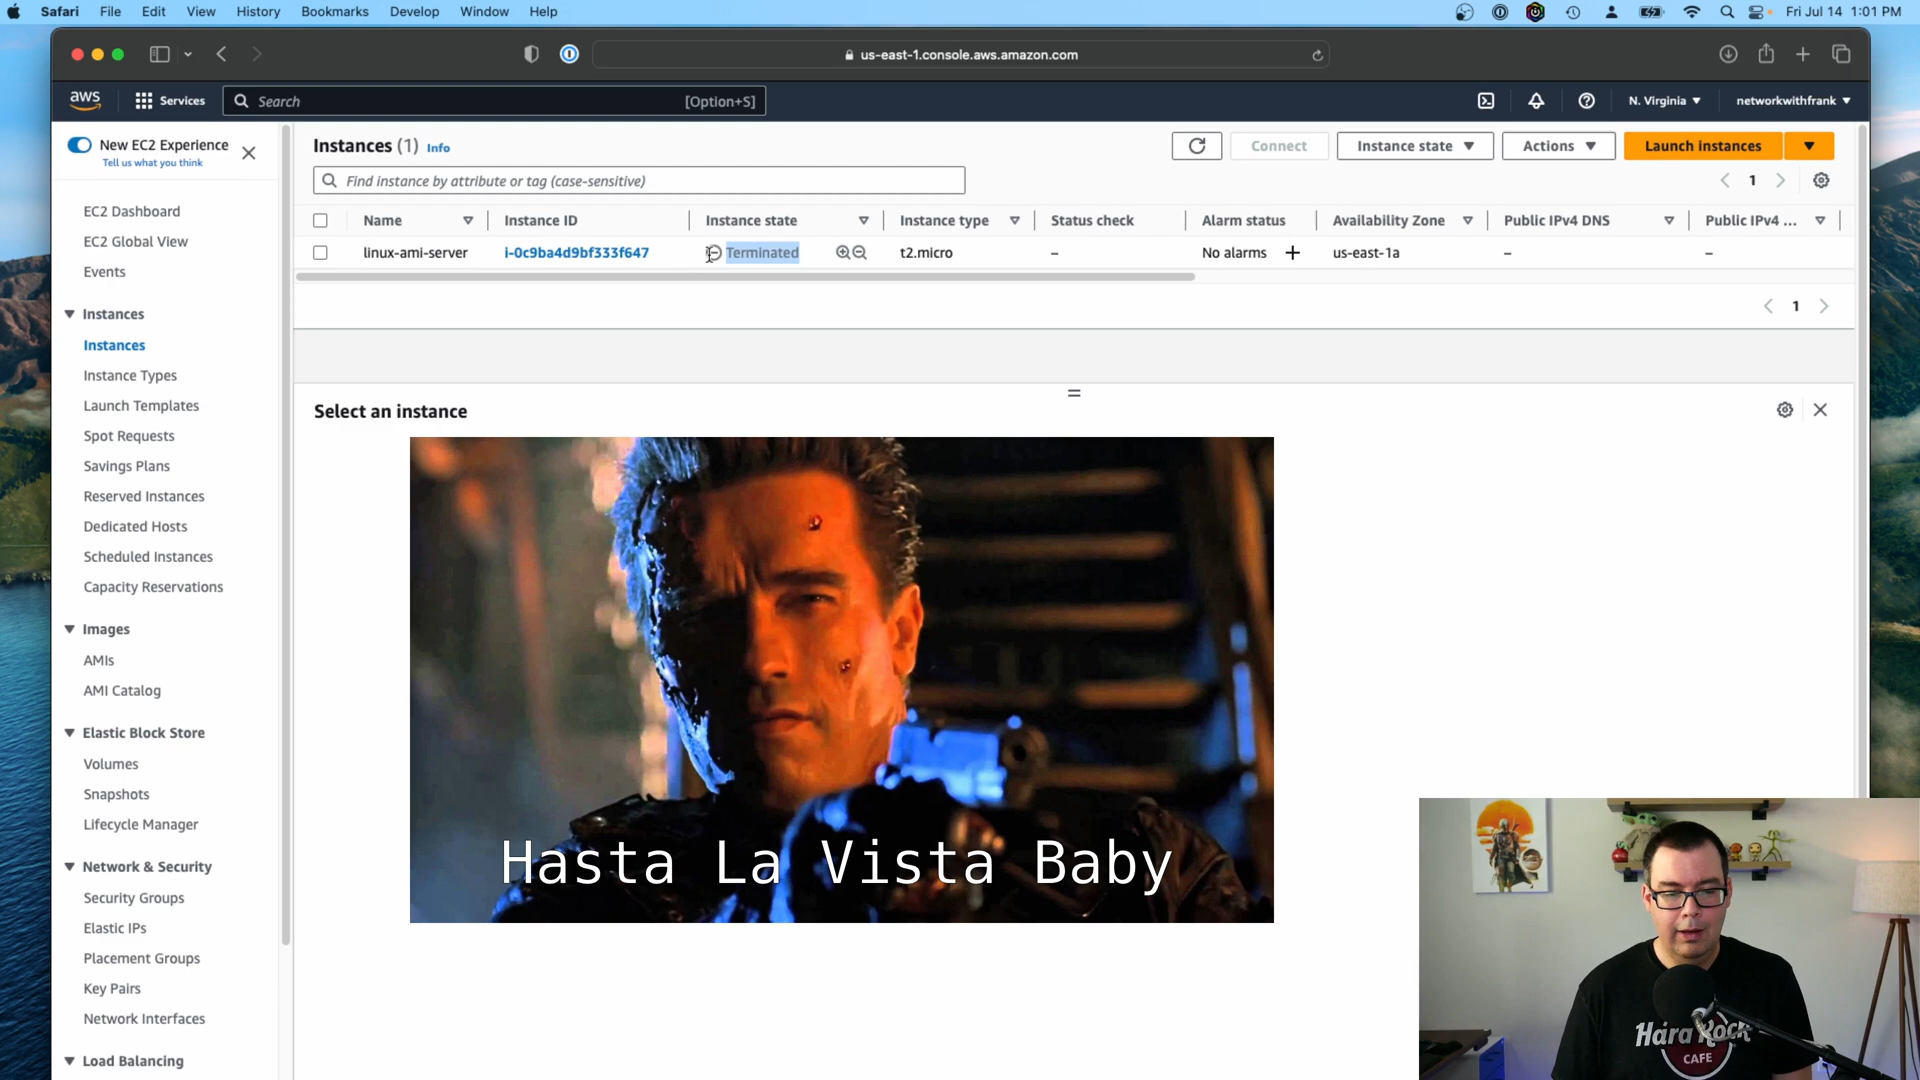 Safari File Edit View History Bookmarks Develop Window Help Fri Jul 14 1:01 PM
us-east-1.console.aws.amazon.com
aws Services Search [Option+S] N. Virginia networkwithfrank
New EC2 Experience
Tell us what you think
EC2 Dashboard
EC2 Global View
Events
Instances
Instances
Instance Types
Launch Templates
Spot Requests
Savings Plans
Reserved Instances
Dedicated Hosts
Scheduled Instances
Capacity Reservations
Images
AMIs
AMI Catalog
Elastic Block Store
Volumes
Snapshots
Lifecycle Manager
Network & Security
Security Groups
Elastic IPs
Placement Groups
Key Pairs
Network Interfaces
Load Balancing
Instances (1) Info Connect Instance state Actions Launch instances
Find instance by attribute or tag (case-sensitive) 1
Name Instance ID Instance state Instance type Status check Alarm status Availability Zone Public IPv4 DNS Public IPv4 ...
linux-ami-server i-0c9ba4d9bf333f647 Terminated t2.micro – No alarms + us-east-1a – –
1
Select an instance
Hasta La Vista Baby
Hard Rock
CAFE